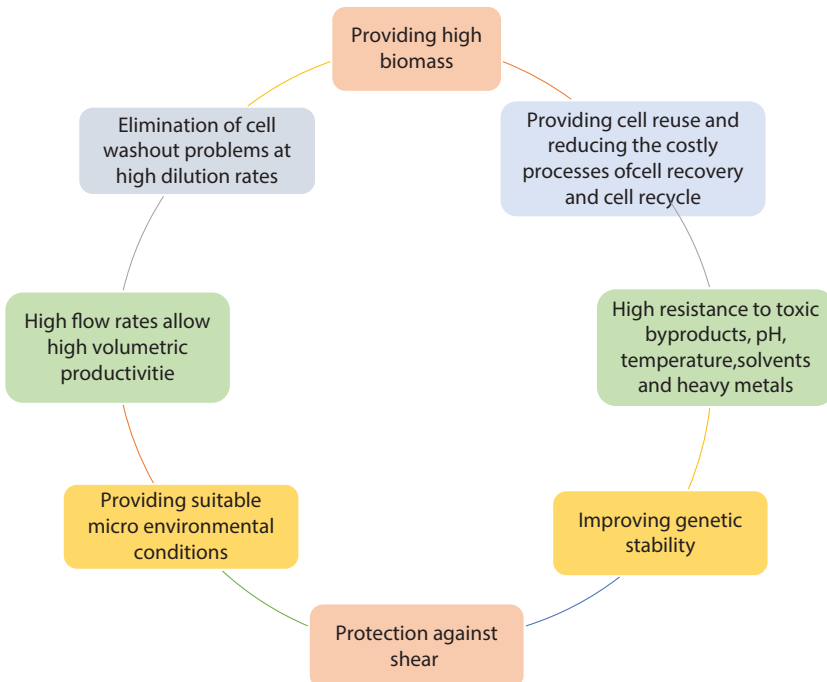 Providing high
biomass
Elimination of cell
washout problems at
high dilution rates
Providing cell reuse and
reducing the costly
processes ofcell recovery
and cell recycle
High flow rates allow
high volumetric
productivitie
High resistance to toxic
byproducts, pH,
temperature,solvents
and heavy metals
Providing suitable
micro environmental
conditions
Improving genetic
stability
Protection against
shear